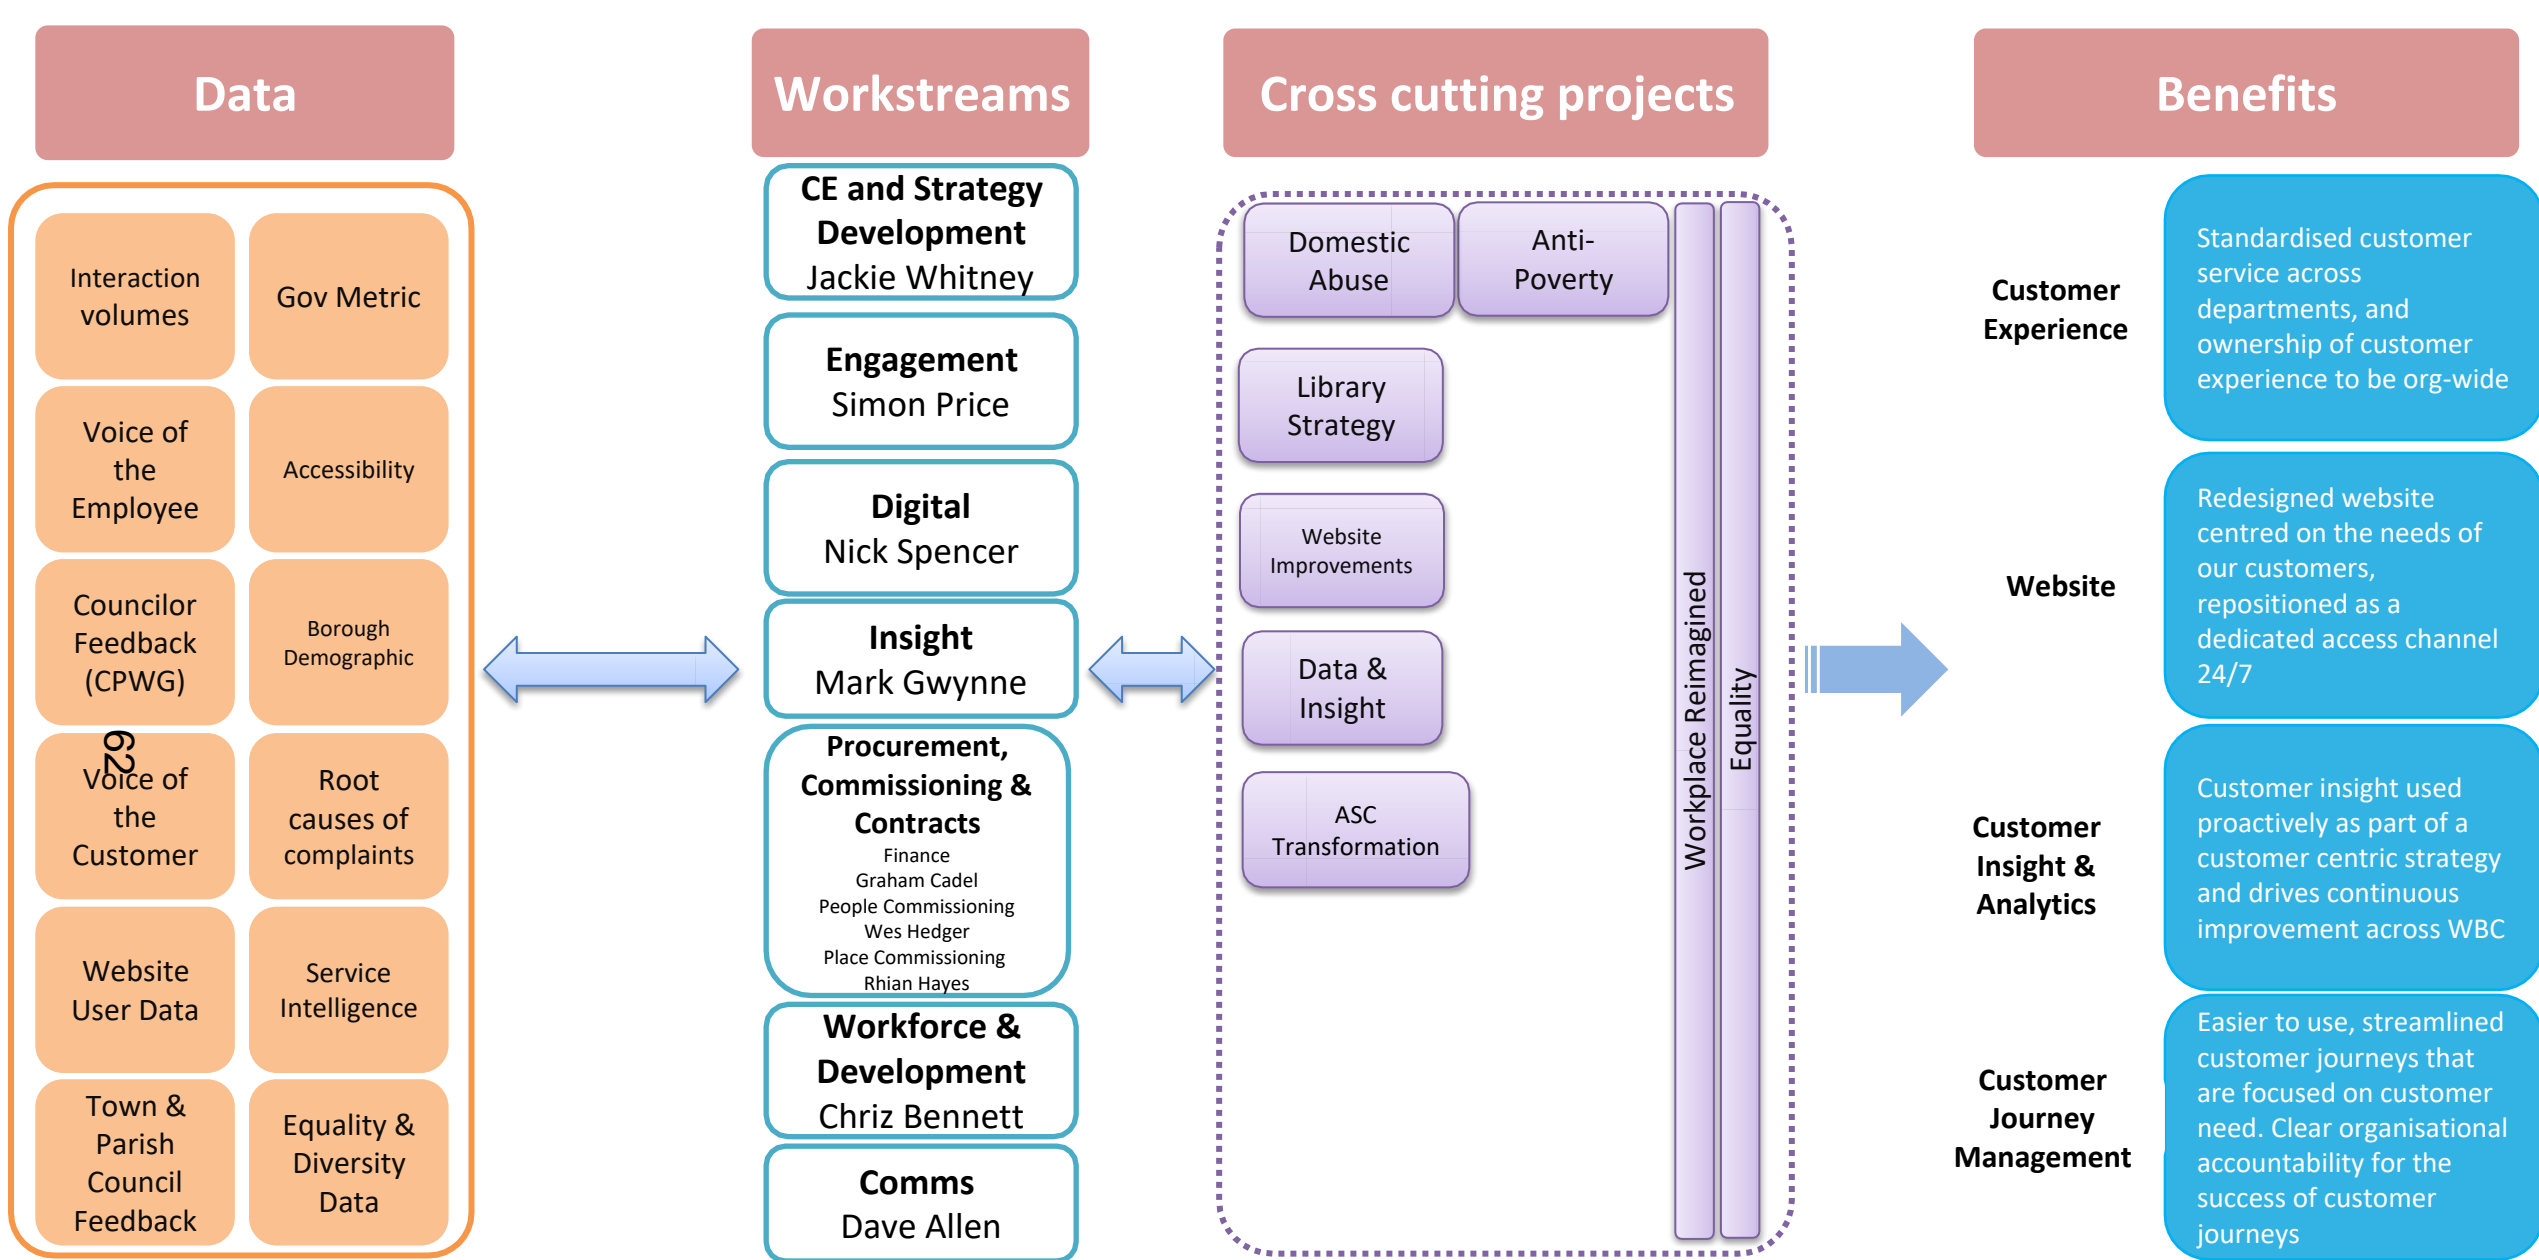 Data
Interaction
volumes
Gov Metric
Voice of
the
Employee
Accessibility
Councilor
Feedback
(CPWG)
Borough
Demographic
62
Voice of
the
Customer
Root
causes of
complaints
Website
User Data
Service
Intelligence
Town &
Parish
Council
Feedback
Equality &
Diversity
Data
Workstreams
CE and Strategy
Development
Jackie Whitney
Engagement
Simon Price
Digital
Nick Spencer
Insight
Mark Gwynne
Procurement,
Commissioning &
Contracts
Finance
Graham Cadel
People Commissioning
Wes Hedger
Place Commissioning
Rhian Hayes
Workforce &
Development
Chriz Bennett
Comms
Dave Allen
Cross cutting projects
Domestic
Abuse
Anti-
Poverty
Library
Strategy
Website
Improvements
Data &
Insight
ASC
Transformation
Workplace Reimagined
Equality
Benefits
Customer
Experience
Standardised customer
service across
departments, and
ownership of customer
experience to be org-wide
Website
Redesigned website
centred on the needs of
our customers,
repositioned as a
dedicated access channel
24/7
Customer
Insight &
Analytics
Customer insight used
proactively as part of a
customer centric strategy
and drives continuous
improvement across WBC
Customer
Journey
Management
Easier to use, streamlined
customer journeys that
are focused on customer
need. Clear organisational
accountability for the
success of customer
journeys